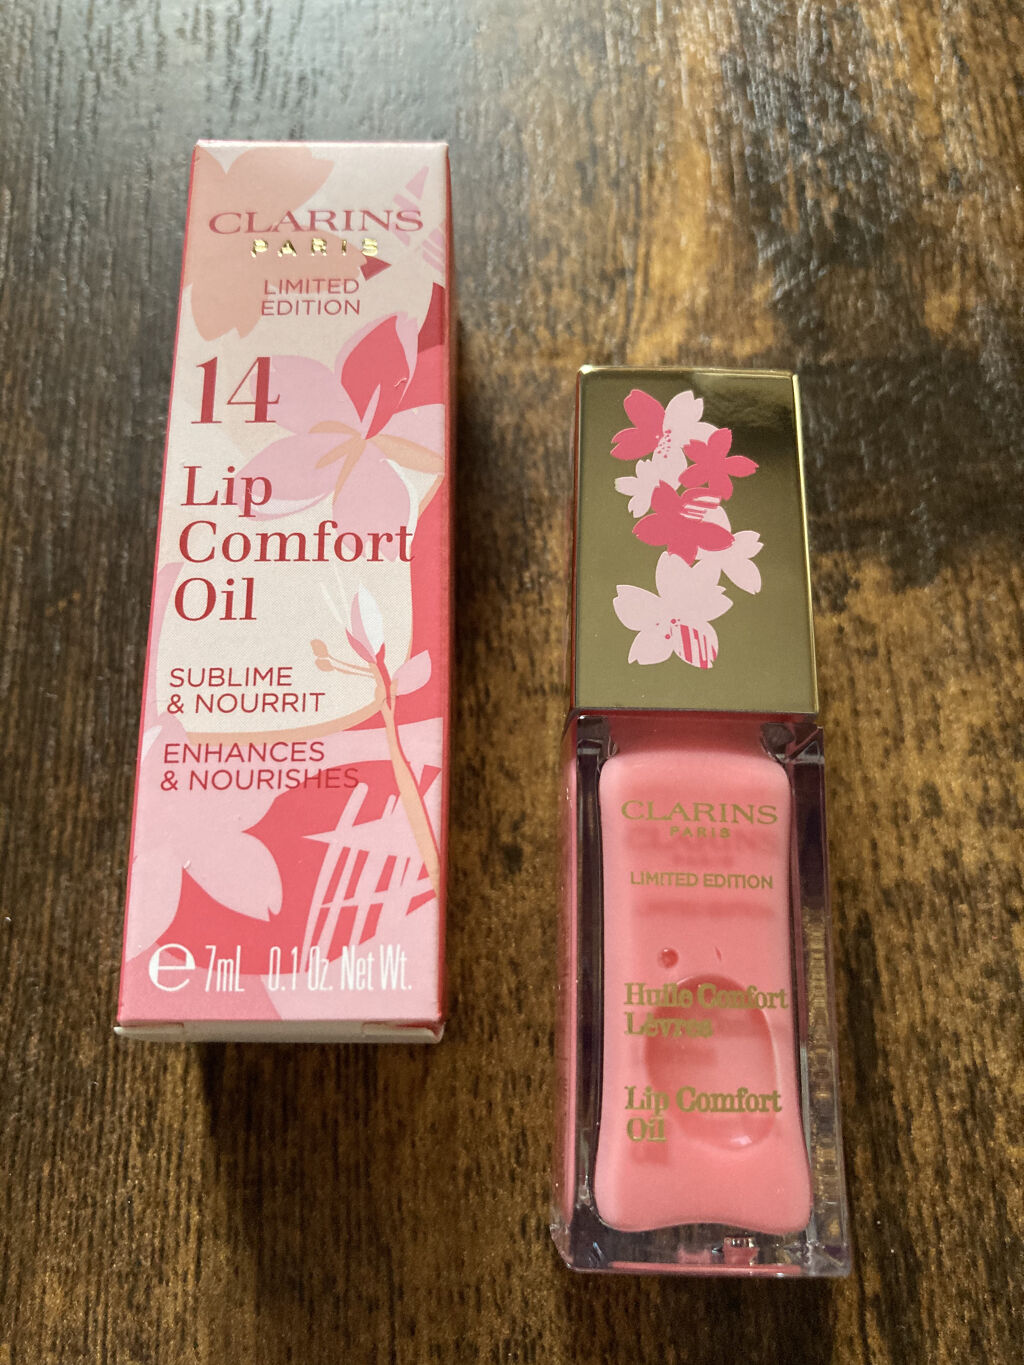 CLARINS
PARIS
LIMITED
EDITION
14
Lip
Comfort
Oil
SUBLIME
& NOURRIT
ENHANCES
& NOURISHES
e 7mL 0.1 Oz. Net Wt.
CLARINS
PARIS
LIMITED EDITION
Huile Confort
Lèvres
Lip Comfort
Oil